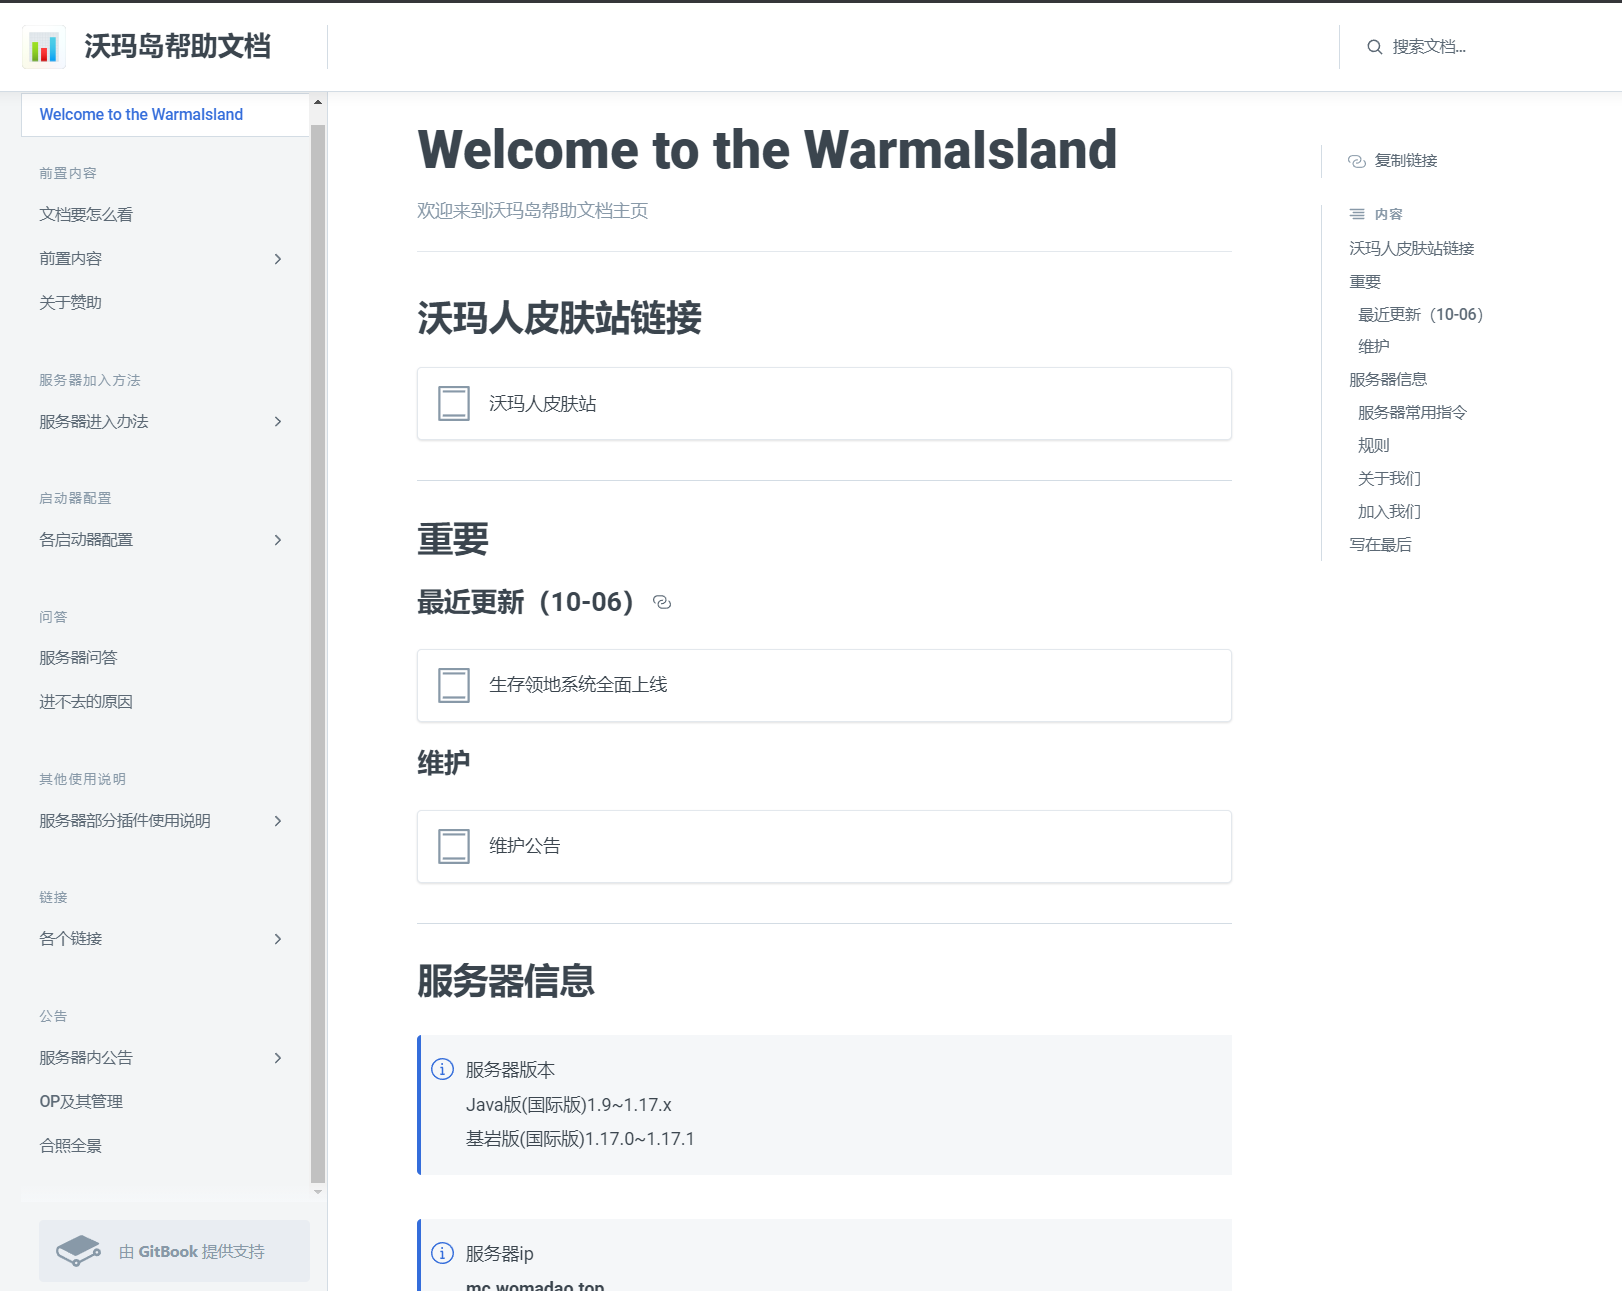 沃玛岛帮助文档
搜索文档...
Welcome to the WarmaIsland
前置内容
文档要怎么看
前置内容
关于赞助
服务器加入方法
服务器进入办法
启动器配置
各启动器配置
问答
服务器问答
进不去的原因
其他使用说明
服务器部分插件使用说明
链接
各个链接
公告
服务器内公告
OP及其管理
合照全景
由 GitBook 提供支持
Welcome to the WarmaIsland
欢迎来到沃玛岛帮助文档主页
沃玛人皮肤站链接
沃玛人皮肤站
重要
最近更新（10-06）
生存领地系统全面上线
维护
维护公告
服务器信息
服务器版本
Java版(国际版)1.9~1.17.x
基岩版(国际版)1.17.0~1.17.1
服务器ip
mc.womadao.top
复制链接
内容
沃玛人皮肤站链接
重要
最近更新（10-06）
维护
服务器信息
服务器常用指令
规则
关于我们
加入我们
写在最后